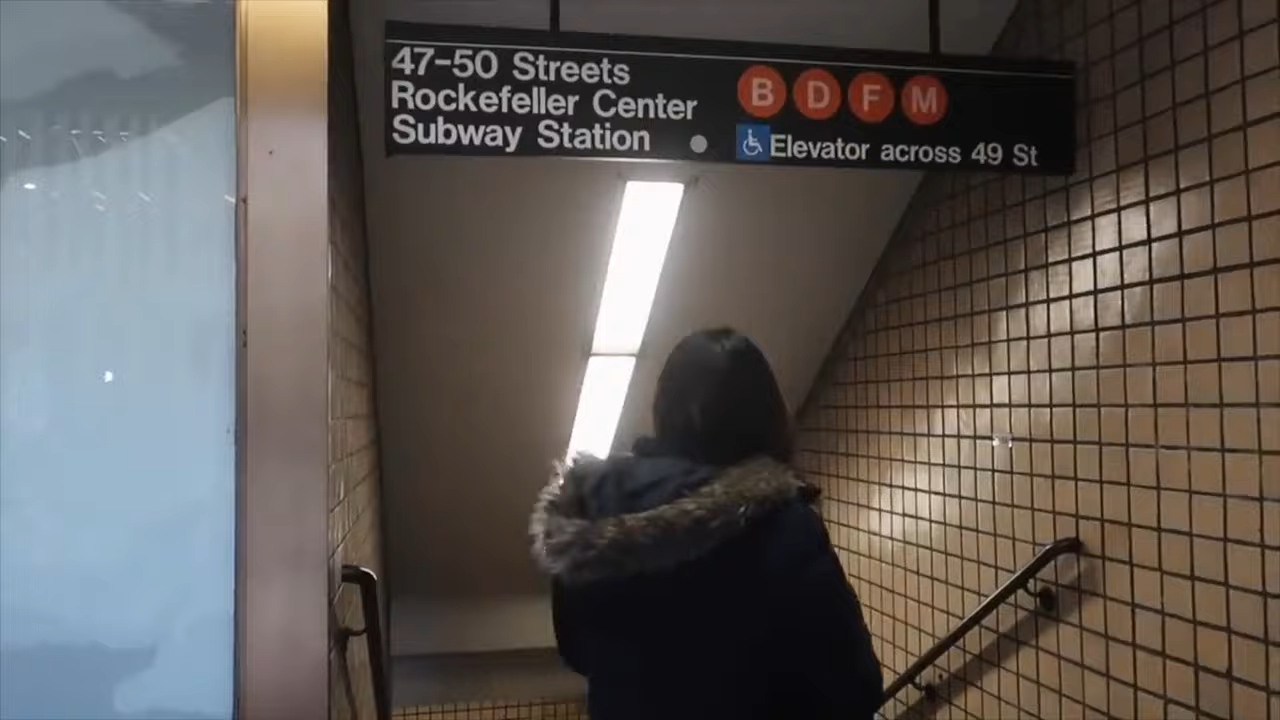 47-50 Streets
Rockefeller Center
Subway Station
B D F M
Elevator across 49 St